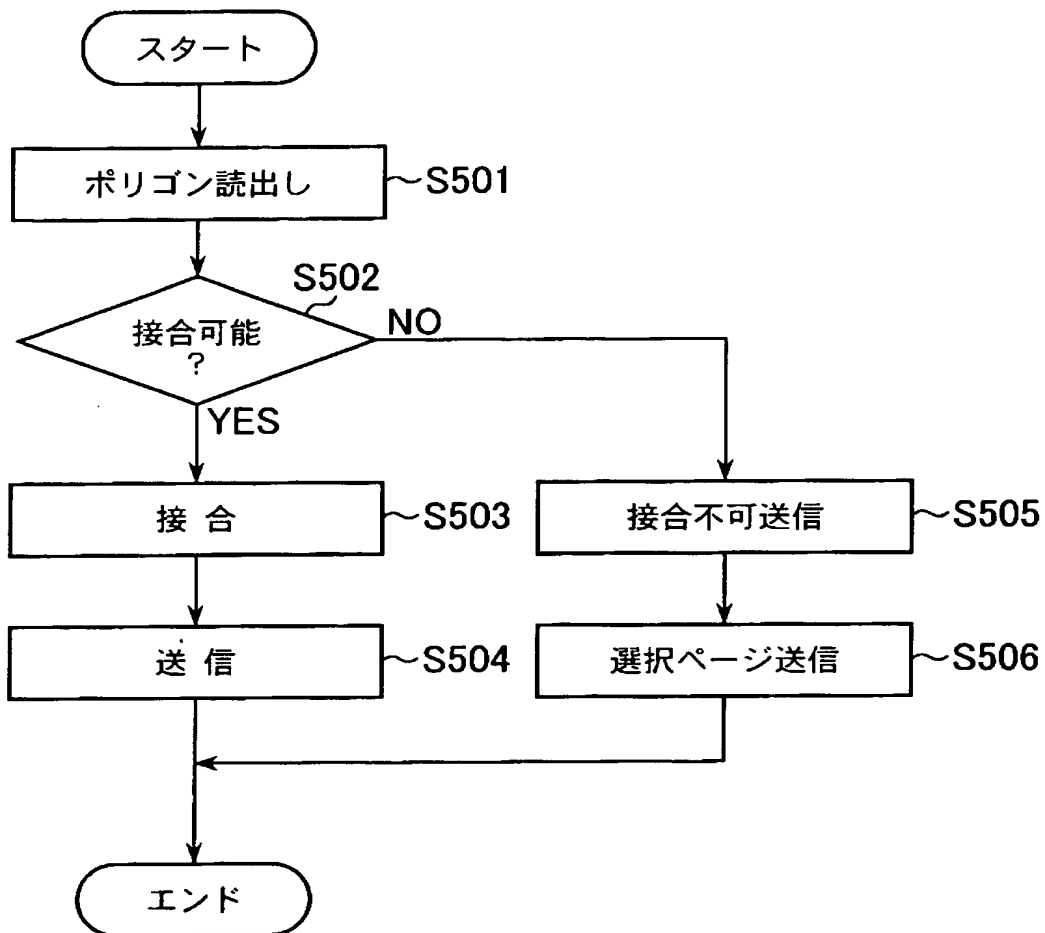 スタート
ポリゴン読出し
S501
S502
接合可能
?
NO
YES
接 合
S503
接合不可送信
S505
送 信
S504
選択ページ送信
S506
エンド